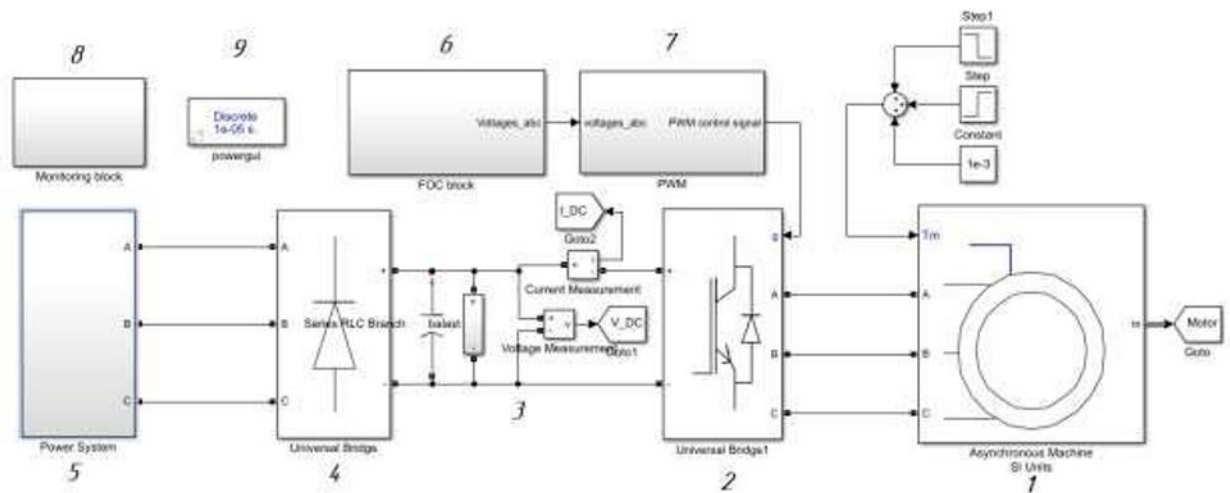 Step1
8
9
6
7
Step
Discrete
1e-05 s.
powergui
Voltages_abc
voltages_abc
PWM control signal
Constant
1e-3
Monitoring block
FOC block
PWM
I_DC
Goto2
g
Tm
A
A
+
+
Current Measurement
+
A
A
Series RLC Branch
balast
+
-
v
V_DC
m
Motor
Goto
B
B
Voltage Measurement
Goto1
B
B
-
-
C
C
3
C
C
Power System
Universal Bridge
Universal Bridge1
Asynchronous Machine
SI Units
5
4
2
1